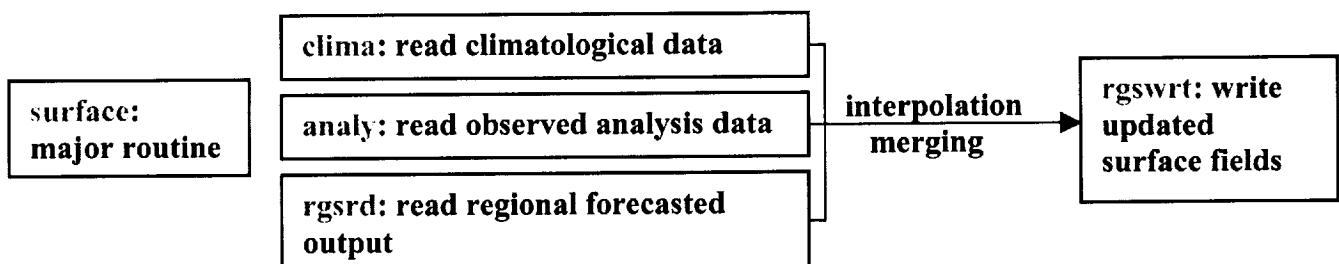 surface:
major routine
clima: read climatological data
analy: read observed analysis data
rgsrd: read regional forecasted
output
interpolation
merging
rgswrt: write
updated
surface fields